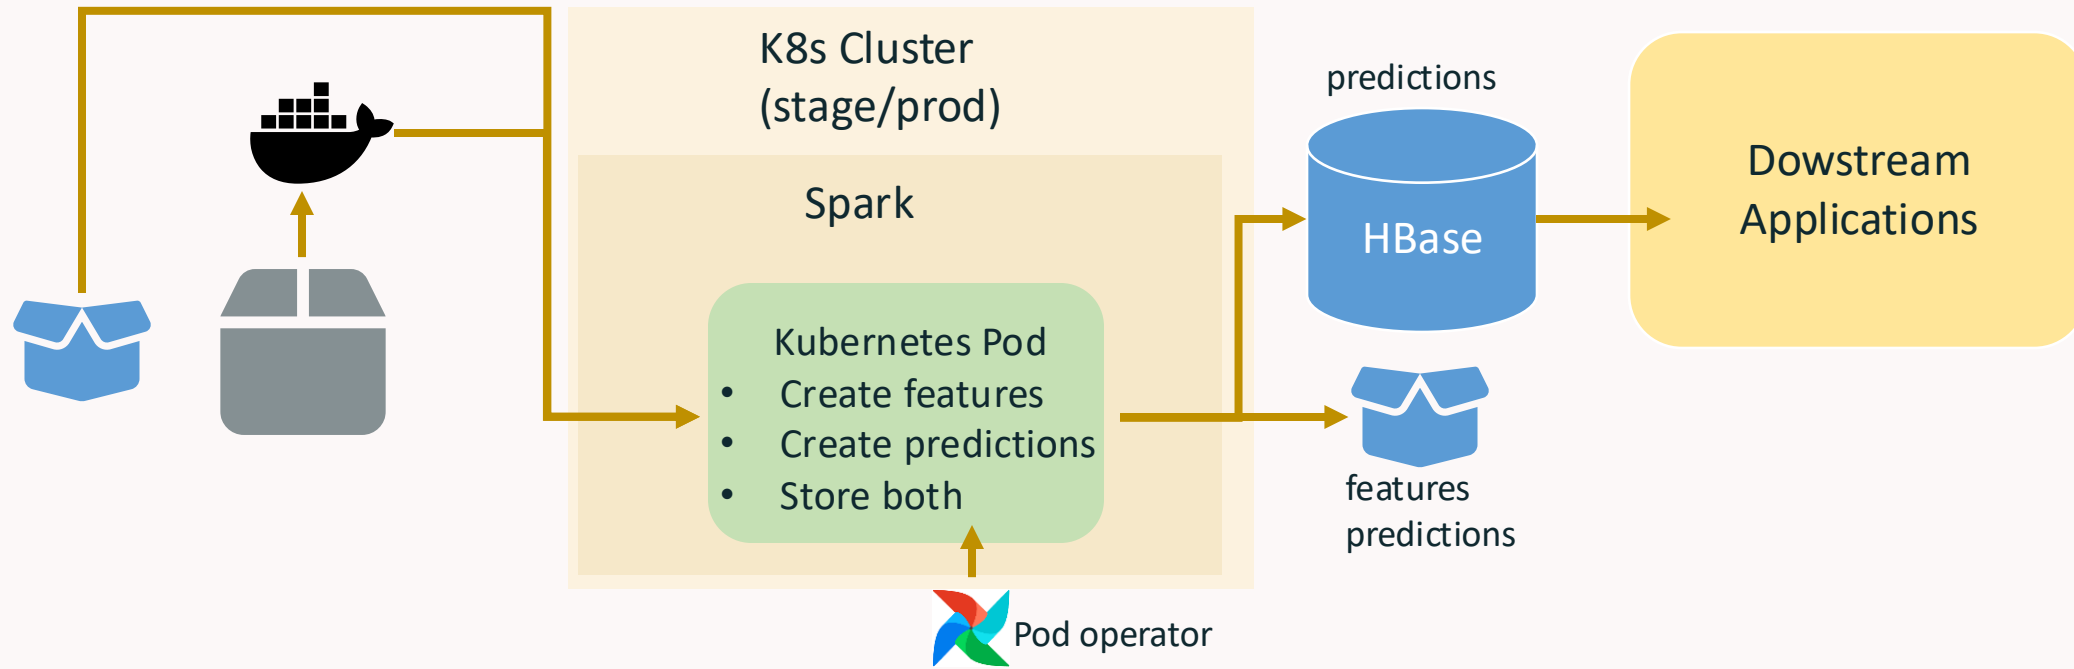 K8s Cluster
(stage/prod)
Spark
Kubernetes Pod
• Create features
• Create predictions
• Store both
Pod operator
predictions
HBase
features
predictions
Dowstream
Applications